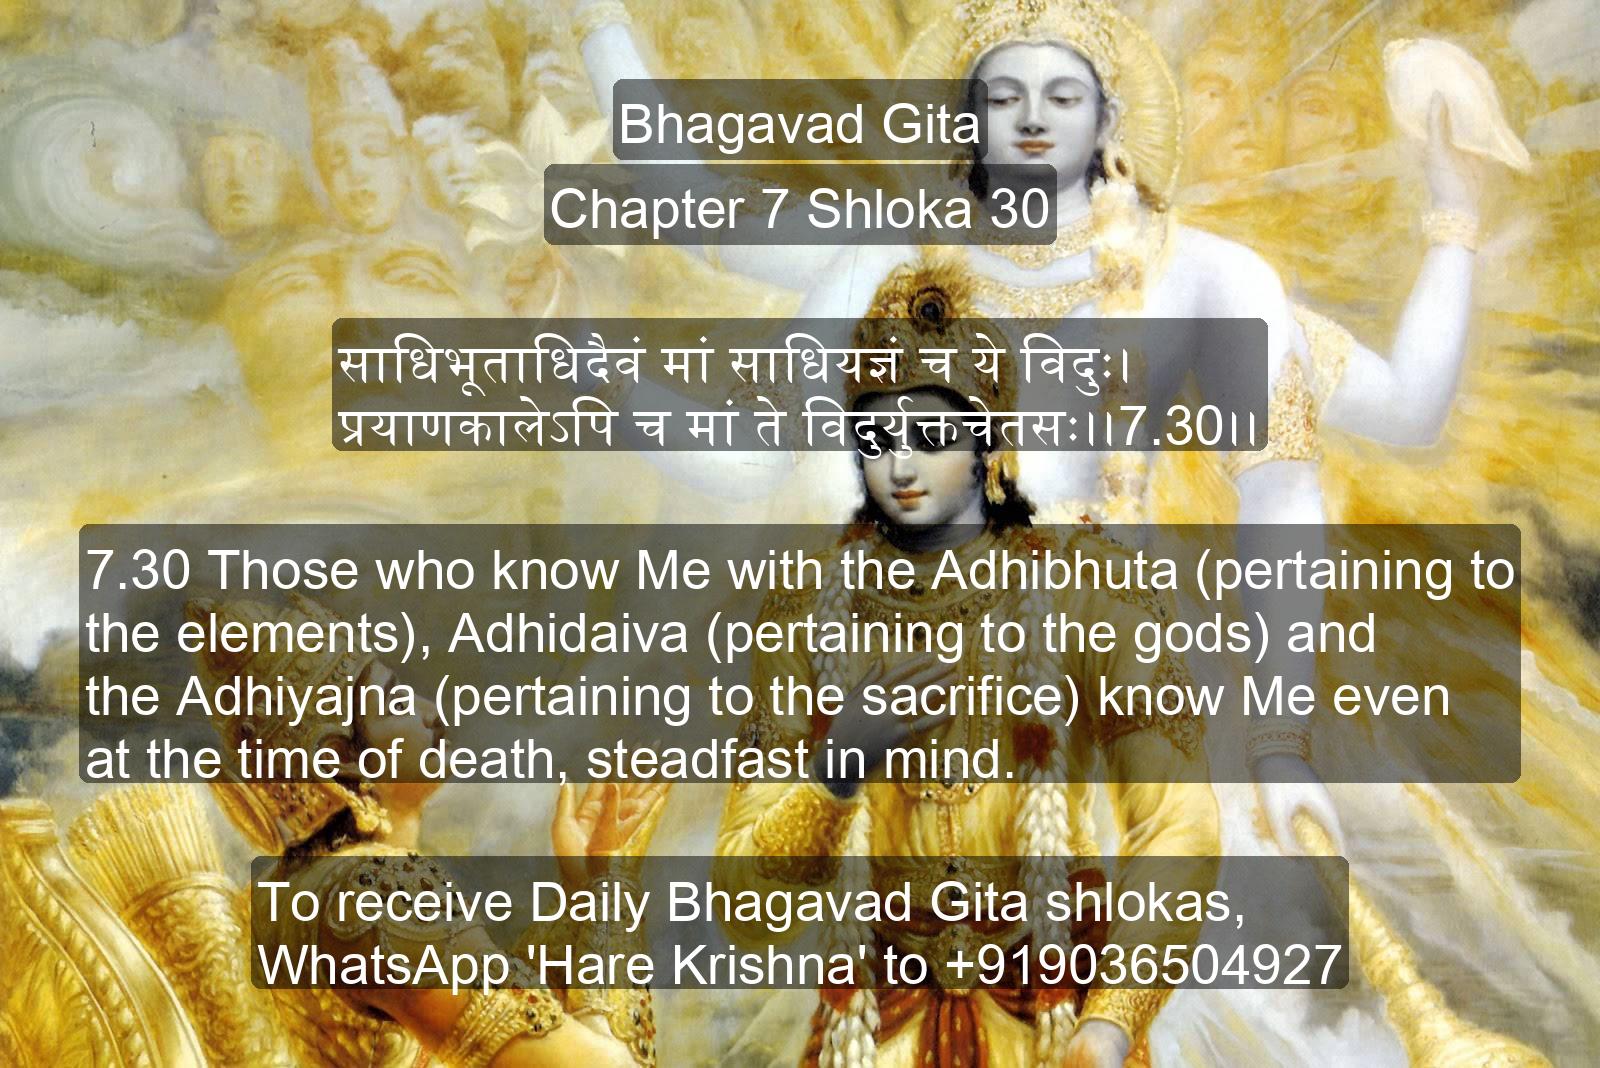 Bhagavad Gita
Chapter 7 Shloka 30
साधिभूताधिदैवं मां साधियज्ञं च ये विदुः।
प्रयाणकालेऽपि च मां ते विदुर्युक्तचेतसः।।7.30।।
7.30 Those who know Me with the Adhibhuta (pertaining to
the elements), Adhidaiva (pertaining to the gods) and
the Adhiyajna (pertaining to the sacrifice) know Me even
at the time of death, steadfast in mind.
To receive Daily Bhagavad Gita shlokas,
WhatsApp 'Hare Krishna' to +919036504927